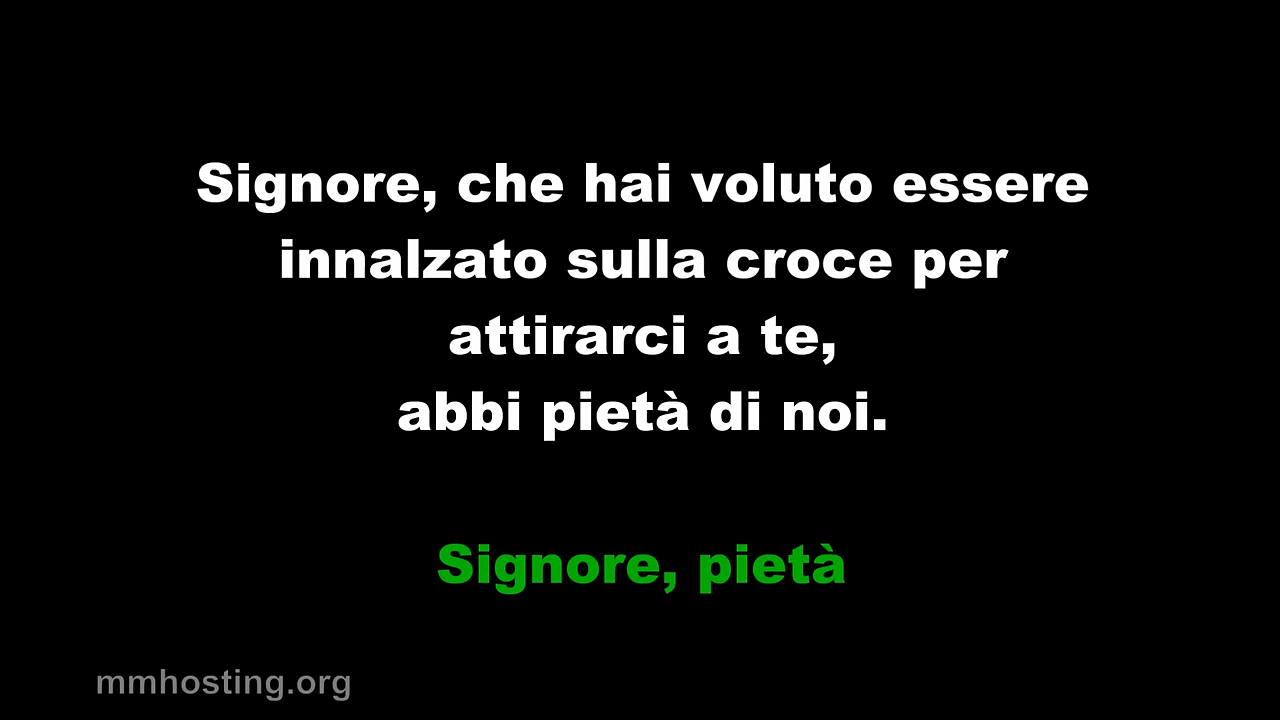 Signore, che hai voluto essere
innalzato sulla croce per
attirarci a te,
abbi pietà di noi.
Signore, pietà
mmhosting.org